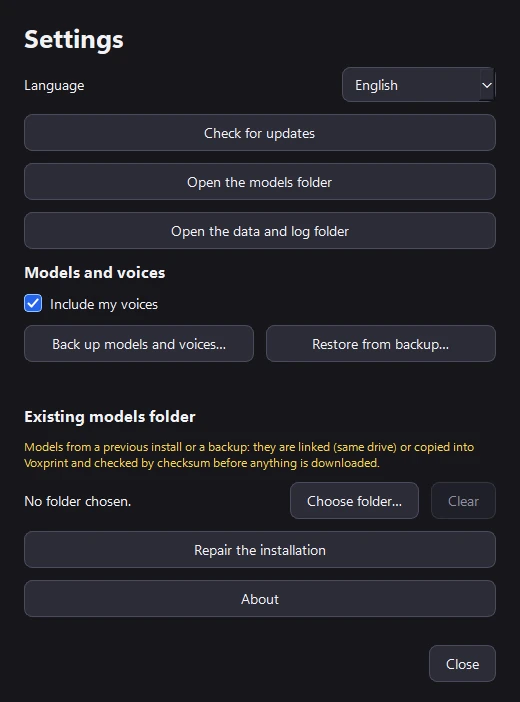 Settings
Language
English
Check for updates
Open the models folder
Open the data and log folder
Models and voices
Include my voices
Back up models and voices...
Restore from backup...
Existing models folder
Models from a previous install or a backup: they are linked (same drive) or copied into
Voxprint and checked by checksum before anything is downloaded.
No folder chosen.
Choose folder...
Clear
Repair the installation
About
Close